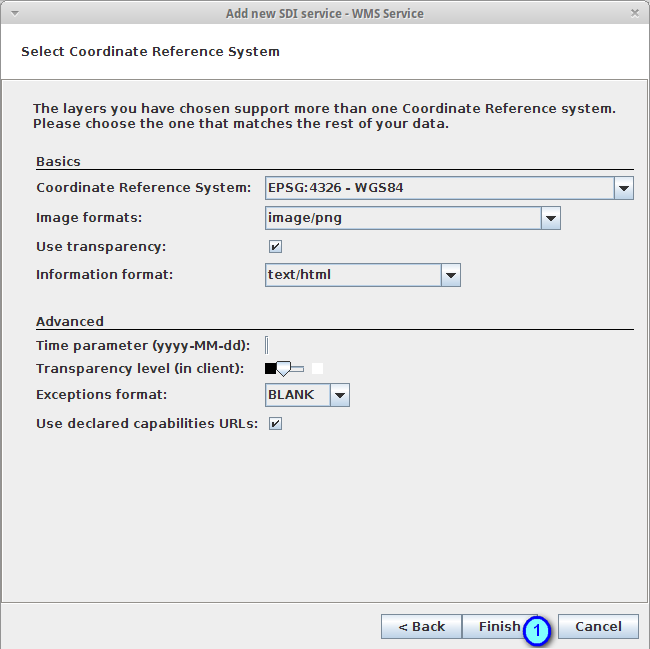 Add new SDI service - WMS Service
Select Coordinate Reference System
The layers you have chosen support more than one Coordinate Reference system.
Please choose the one that matches the rest of your data.
Basics
Coordinate Reference System: EPSG:4326 - WGS84
Image formats: image/png
Use transparency:
Information format: text/html
Advanced
Time parameter (yyyy-MM-dd):
Transparency level (in client):
Exceptions format: BLANK
Use declared capabilities URLs:
< Back Finish 1 Cancel